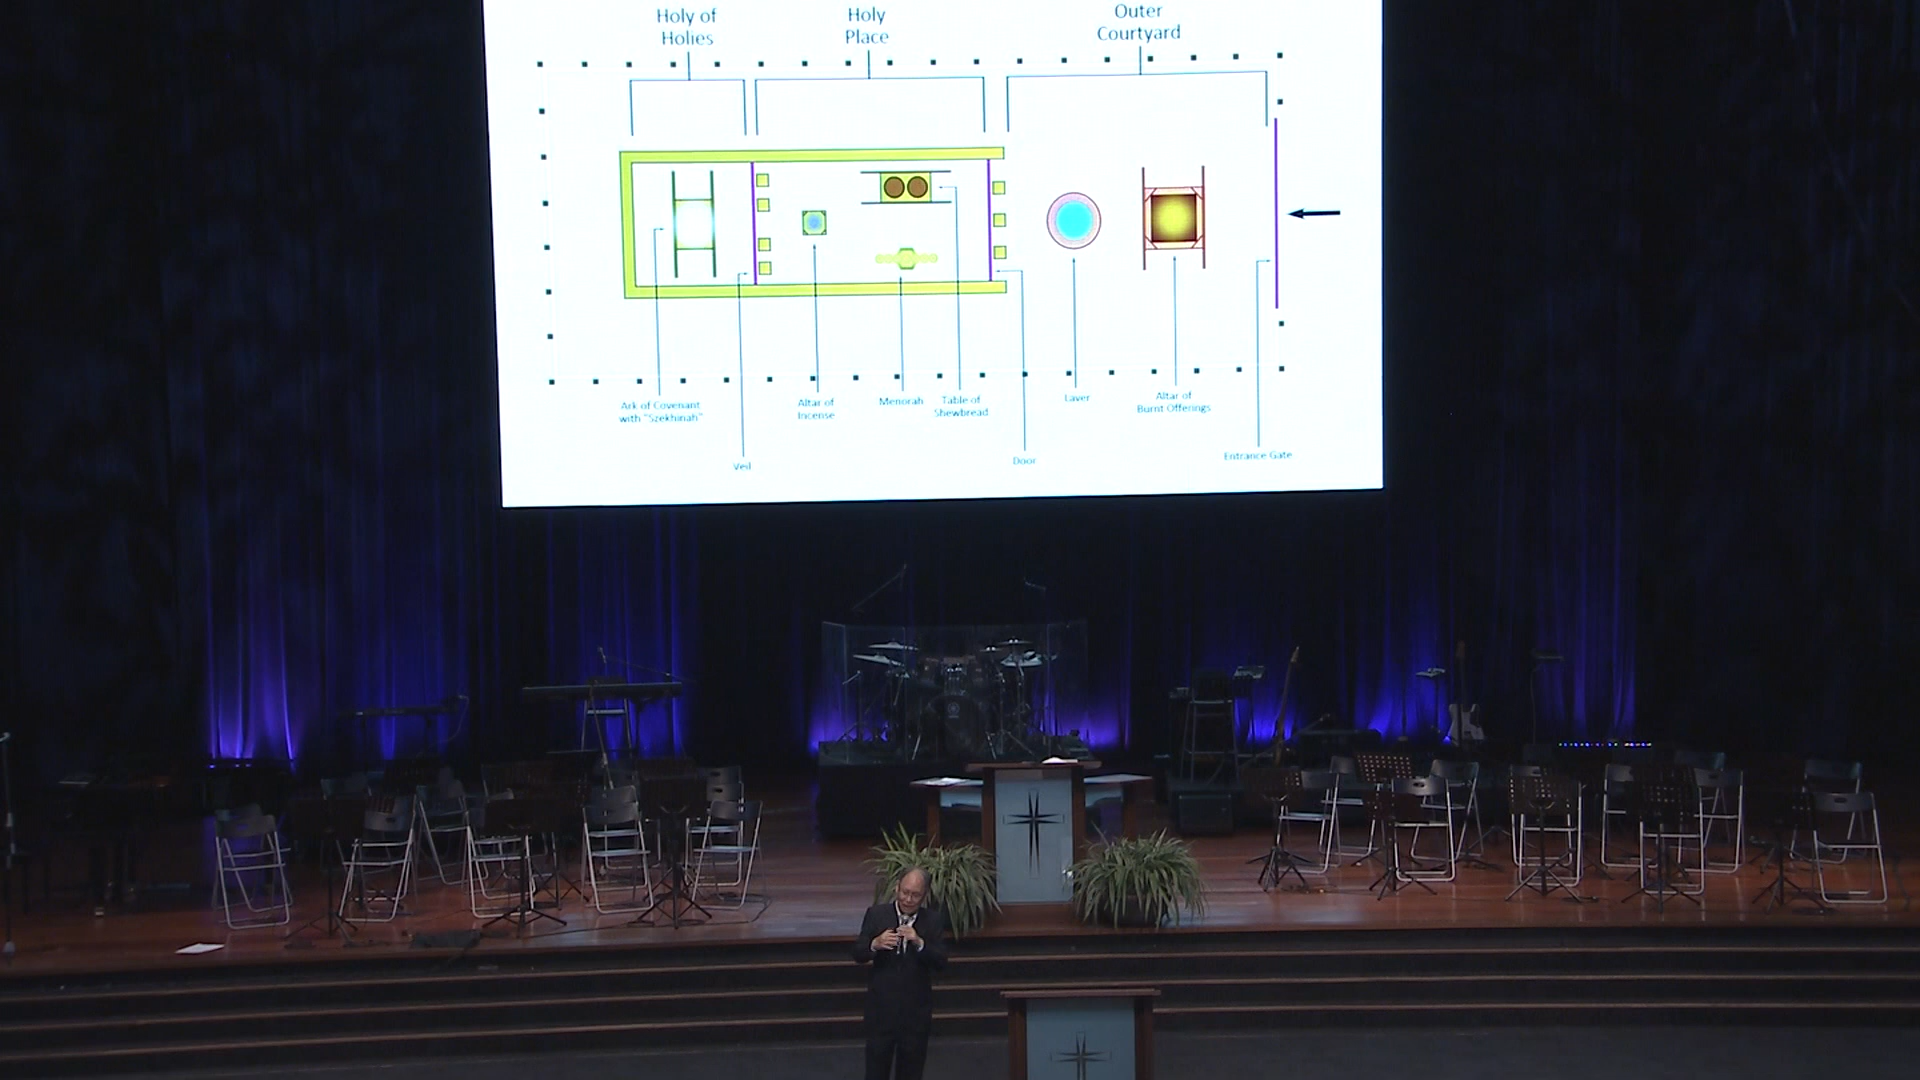 Holy of
Holies
Holy
Place
Outer
Courtyard
Ark of Covenant
with "Szekhinah"
Altar of
Incense
Menorah
Table of
Shewbread
Laver
Altar of
Burnt Offerings
Veil
Door
Entrance Gate